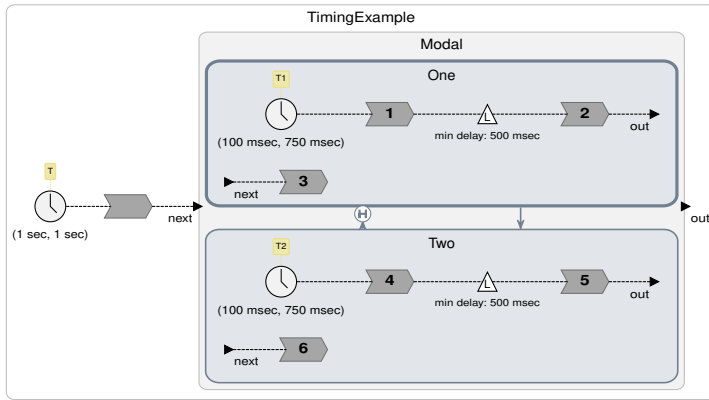 TimingExample
Modal
One
T1
1
L
2
(100 msec, 750 msec)
min delay: 500 msec
out
3
next
T
(1 sec, 1 sec)
next
out
H
Two
T2
4
L
5
(100 msec, 750 msec)
min delay: 500 msec
out
6
next